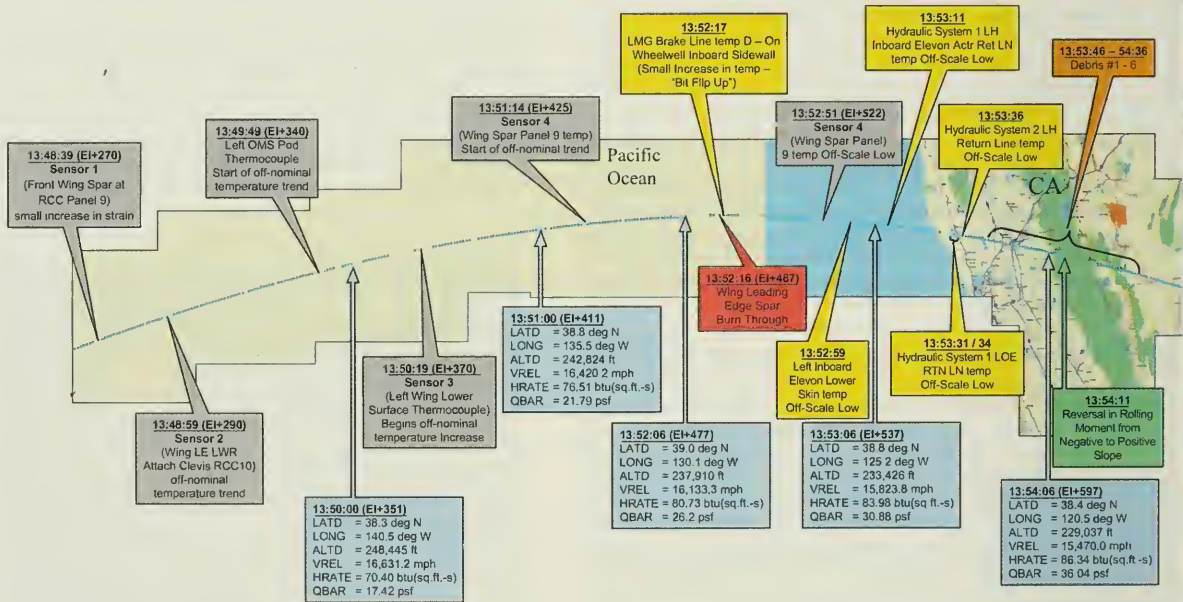 13:48:39 (EI+270)
Sensor 1
(Front Wing Spar at
RCC Panel 9)
small increase in strain
13:49:49 (EI+340)
Left OMS Pod
Thermocouple
Start of off-nominal
temperature trend
13:51:14 (EI+425)
Sensor 4
(Wing Spar Panel 9 temp)
Start of off-nominal trend
13:52:17
LMG Brake Line temp D – On
Wheelwell Inboard Sidewall
(Small Increase in temp –
"Bit Flip Up")
13:52:51 (EI+522)
Sensor 4
(Wing Spar Panel)
9 temp Off-Scale Low
13:53:11
Hydraulic System 1 LH
Inboard Elevon Actr Ret LN
temp Off-Scale Low
13:53:36
Hydraulic System 2 LH
Return Line temp
Off-Scale Low
13:53:46 – 54:36
Debris #1 - 6
Pacific
Ocean
CA
13:48:59 (EI+290)
Sensor 2
(Wing LE LWR
Attach Clevis RCC10)
off-nominal
temperature trend
13:50:00 (EI+351)
LATD = 38.3 deg N
LONG = 140.5 deg W
ALTD = 248,445 ft
VREL = 16,631.2 mph
HRATE = 70.40 btu(sq.ft.-s)
QBAR = 17.42 psf
13:50:19 (EI+370)
Sensor 3
(Left Wing Lower
Surface Thermocouple)
Begins off-nominal
temperature Increase
13:51:00 (EI+411)
LATD = 38.8 deg N
LONG = 135.5 deg W
ALTD = 242,824 ft
VREL = 16,420.2 mph
HRATE = 76.51 btu(sq.ft.-s)
QBAR = 21.79 psf
13:52:06 (EI+477)
LATD = 39.0 deg N
LONG = 130.1 deg W
ALTD = 237,910 ft
VREL = 16,133.3 mph
HRATE = 80.73 btu(sq.ft.-s)
QBAR = 26.2 psf
13:52:16 (EI+487)
Wing Leading
Edge Spar
Burn Through
13:52:59
Left Inboard
Elevon Lower
Skin temp
Off-Scale Low
13:53:06 (EI+537)
LATD = 38.8 deg N
LONG = 125.2 deg W
ALTD = 233,426 ft
VREL = 15,823.8 mph
HRATE = 83.98 btu(sq.ft.-s)
QBAR = 30.88 psf
13:53:31 / 34
Hydraulic System 1 LOE
RTN LN temp
Off-Scale Low
13:54:06 (EI+597)
LATD = 38.4 deg N
LONG = 120.5 deg W
ALTD = 229,037 ft
VREL = 15,470.0 mph
HRATE = 86.34 btu(sq.ft -s)
QBAR = 36.04 psf
13:54:11
Reversal in Rolling
Moment from
Negative to Positive
Slope